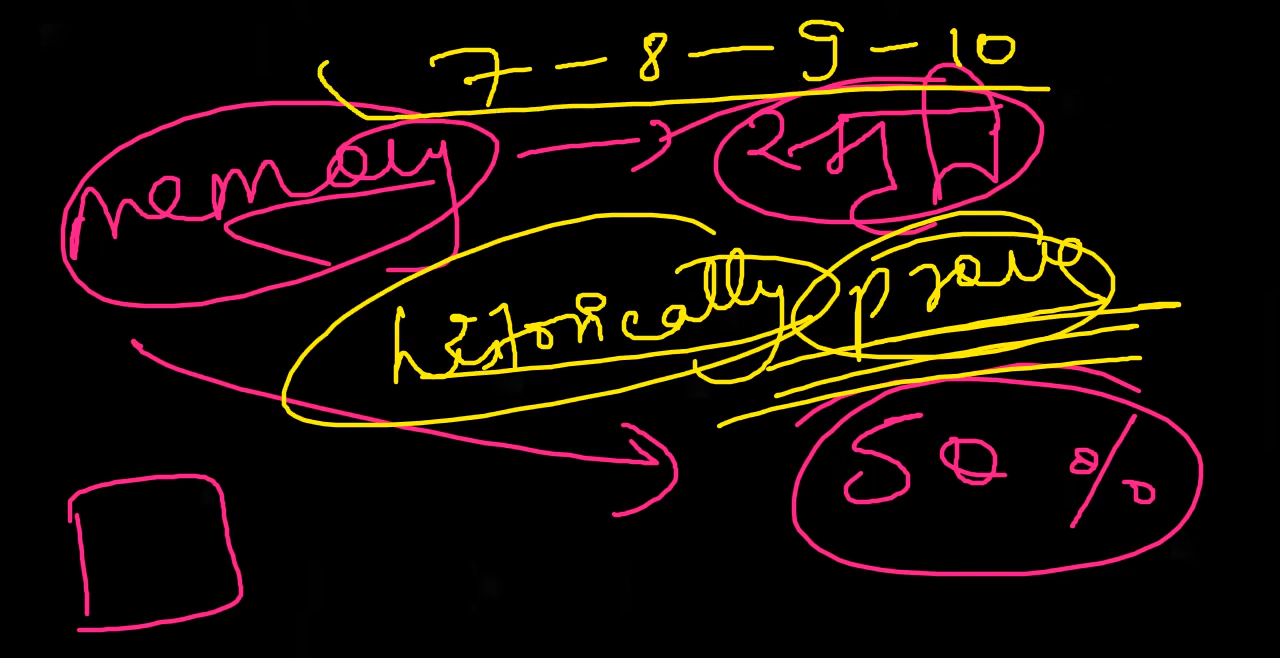 7 - - 8 — 9 - 10
memory → स्मृति
historically prove
50 %